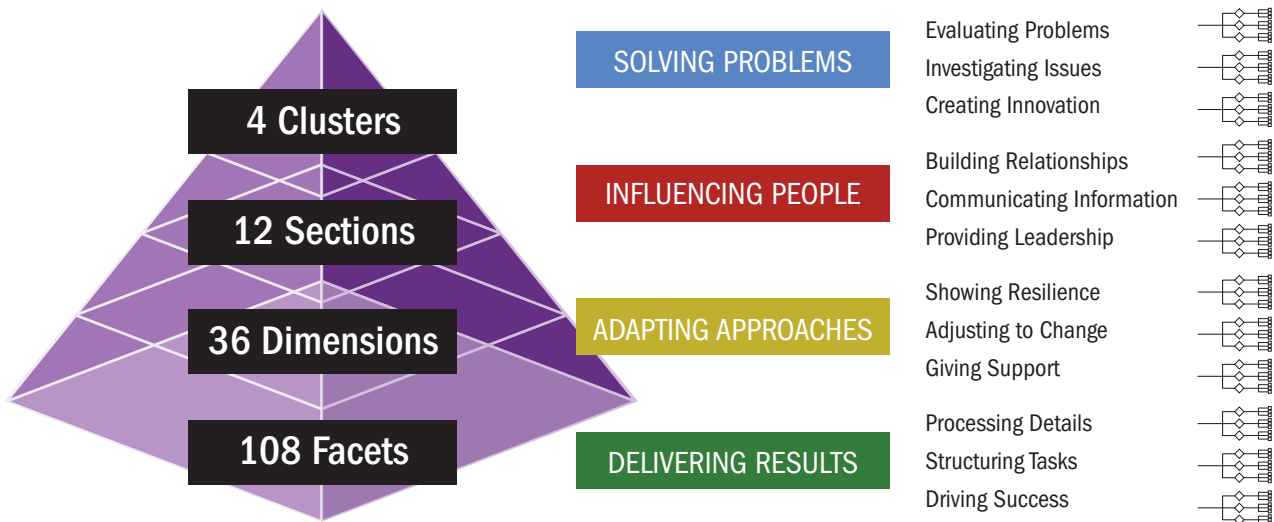 4 Clusters
12 Sections
36 Dimensions
108 Facets
SOLVING PROBLEMS
Evaluating Problems
Investigating Issues
Creating Innovation
INFLUENCING PEOPLE
Building Relationships
Communicating Information
Providing Leadership
ADAPTING APPROACHES
Showing Resilience
Adjusting to Change
Giving Support
DELIVERING RESULTS
Processing Details
Structuring Tasks
Driving Success